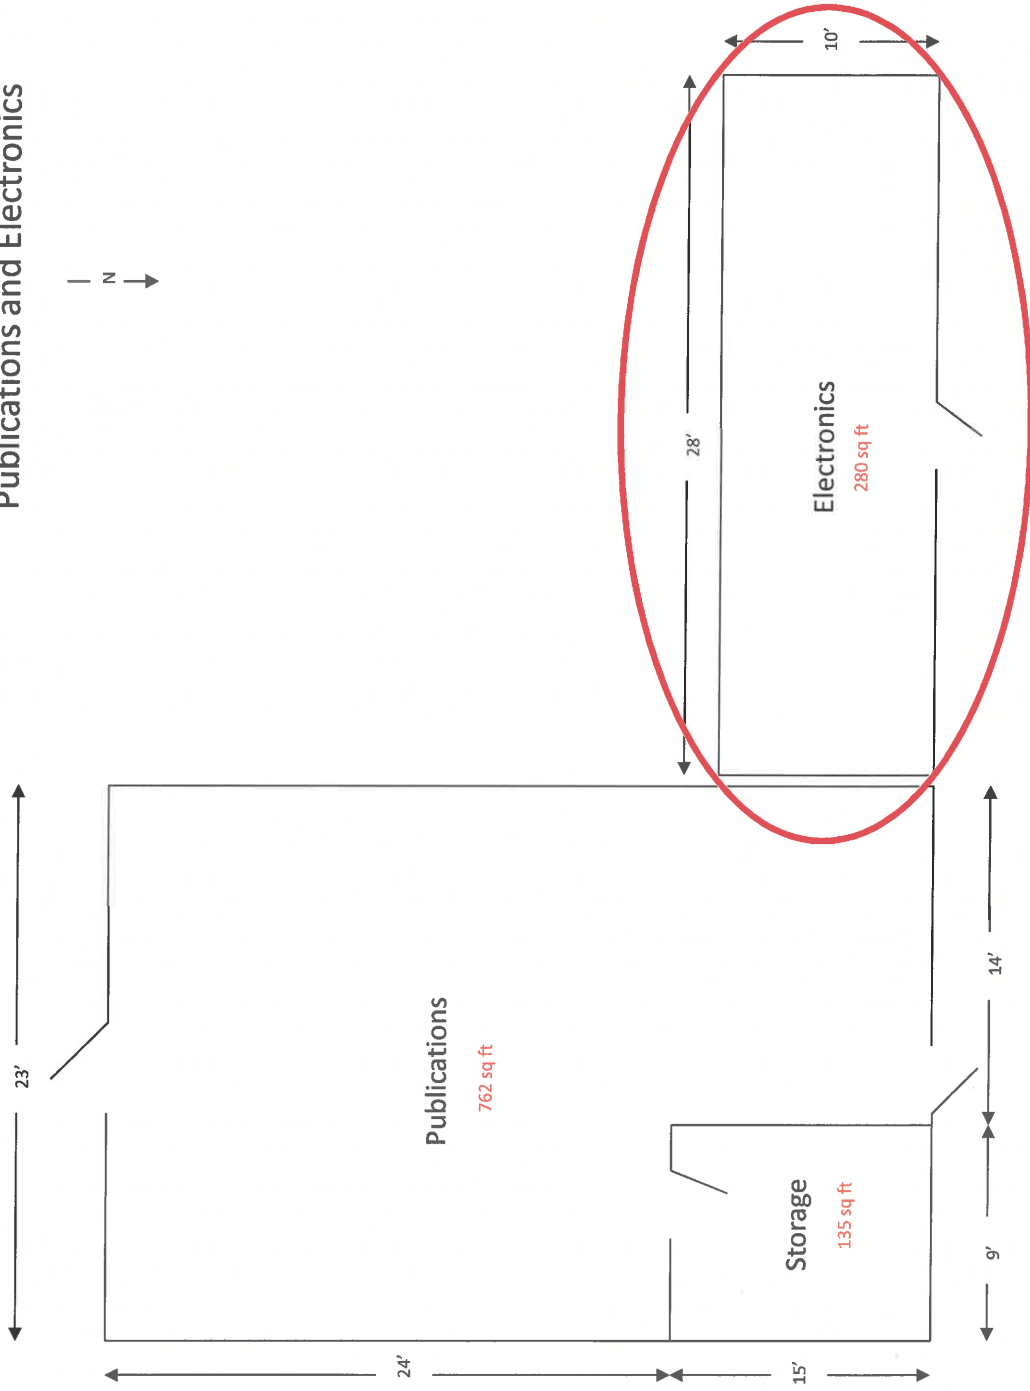 Publications and Electronics
N
23'
24'
15'
Publications
762 sq ft
Storage
135 sq ft
9'
14'
28'
10'
Electronics
280 sq ft